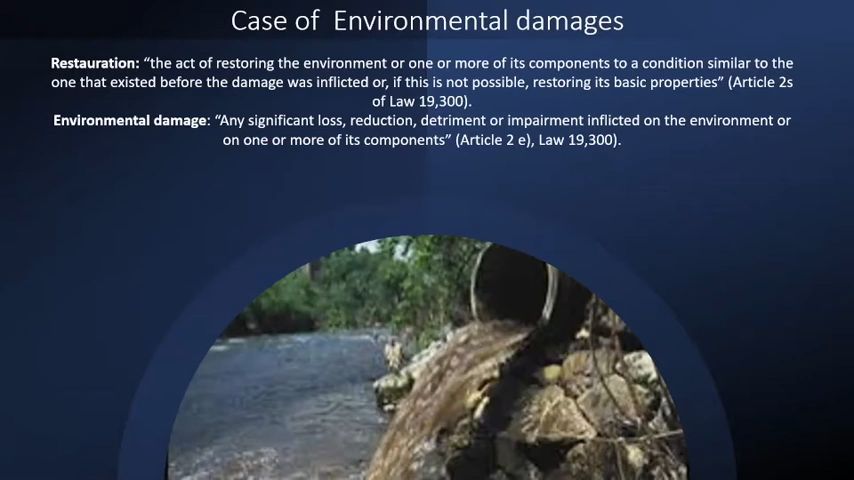 Case of Environmental damages
Restauration: “the act of restoring the environment or one or more of its components to a condition similar to the
one that existed before the damage was inflicted or, if this is not possible, restoring its basic properties” (Article 2s
of Law 19,300).
Environmental damage: “Any significant loss, reduction, detriment or impairment inflicted on the environment or
on one or more of its components” (Article 2 e), Law 19,300).